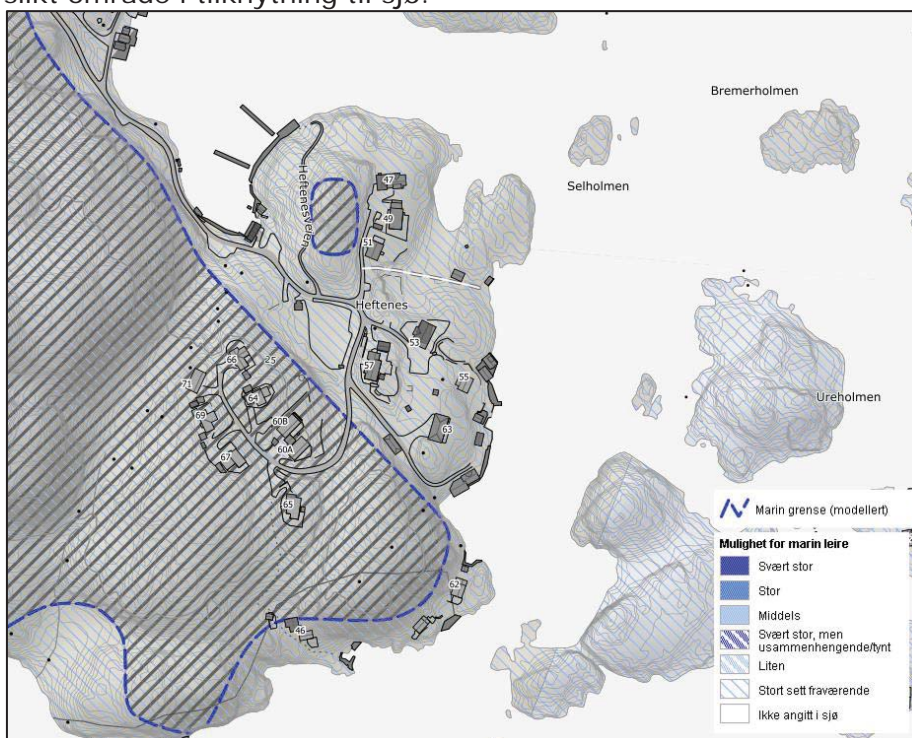 slikt område i tilknytning til sjø.
Bremerholmen
Selholmen
Heftenesveien
47
49
51
Heftenes
53
57
55
63
66
25
71
64
69
60B
60A
67
65
62
46
Ureholmen
Marin grense (modellert)
Mulighet for marin leire
Svært stor
Stor
Middels
Svært stor, men
usammenhengende/tynt
Liten
Stort sett fraværende
Ikke angitt i sjø